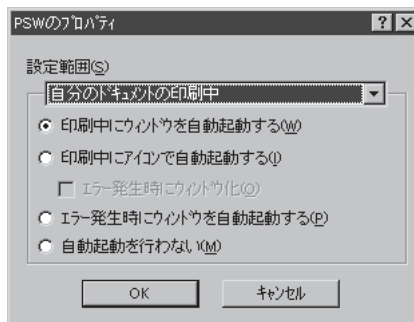 PSWのﾌﾟﾛﾊﾟﾃｨ
設定範囲(S)
自分のﾄﾞｷｭﾒﾝﾄの印刷中
印刷中にｳｨﾝﾄﾞｳを自動起動する(W)
印刷中にｱｲｺﾝで自動起動する(I)
ｴﾗｰ発生時にｳｨﾝﾄﾞｳ化(O)
ｴﾗｰ発生時にｳｨﾝﾄﾞｳを自動起動する(P)
自動起動を行わない(M)
OK
ｷｬﾝｾﾙ